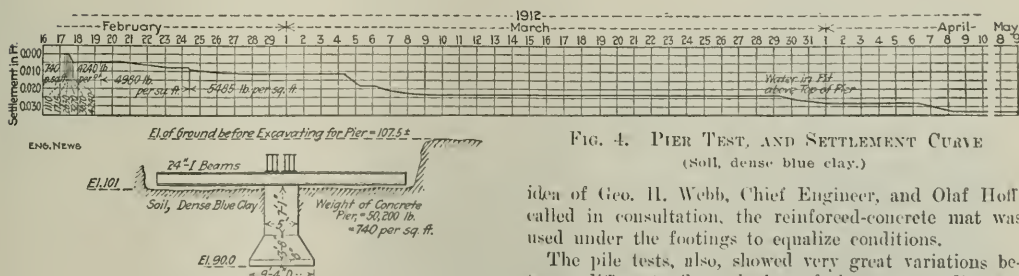 1912
February
March
April
May
16 17 18 19 20 21 22 23 24 25 26 27 28 29 1 2 3 4 5 6 7 8 9 10 11 12 13 14 15 16 17 18 19 20 21 22 23 24 25 26 27 28 29 30 31 1 2 3 4 5 6 7 8 9 10 8 9
Settlement in ft.
0.000
0.010
0.020
0.030
740
4240 lb.
4980 lb.
per sq. ft.
5485 lb. per sq. ft.
Water in Pit
above Top of Pier
ENG. NEWS
El. of Ground before Excavating for Pier = 107.5±
24" I Beams
El. 101
Soil, Dense Blue Clay
Weight of Concrete
Pier, = 50,200 lb.
= 740 per sq. ft.
El. 90.0
FIG. 4. PIER TEST, AND SETTLEMENT CURVE
(Soil, dense blue clay.)
idea of Geo. H. Webb, Chief Engineer, and Olaf Hoff
called in consultation, the reinforced-concrete mat was
used under the footings to equalize conditions.
The pile tests, also, showed very great variations be-